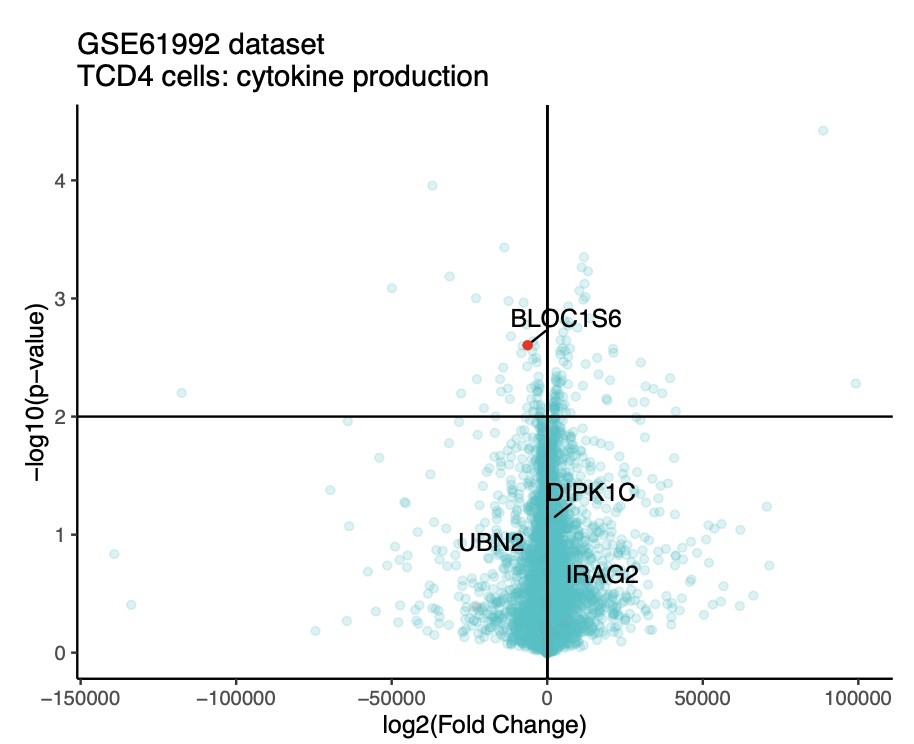 GSE61992 dataset
TCD4 cells: cytokine production
−log10(p−value)
4
3
2
1
0
BLOC1S6
DIPK1C
UBN2
IRAG2
−150000
−100000
−50000
0
50000
100000
log2(Fold Change)